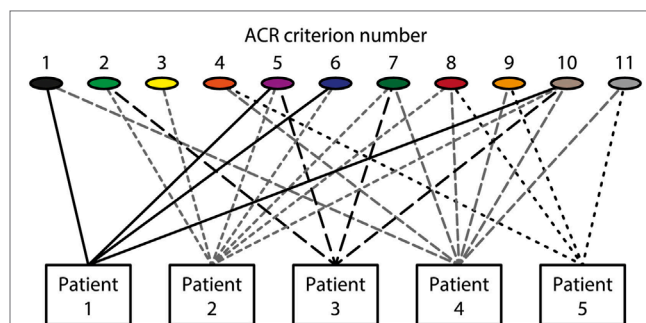 ACR criterion number
1 2 3 4 5 6 7 8 9 10 11
Patient Patient Patient Patient Patient
1 2 3 4 5